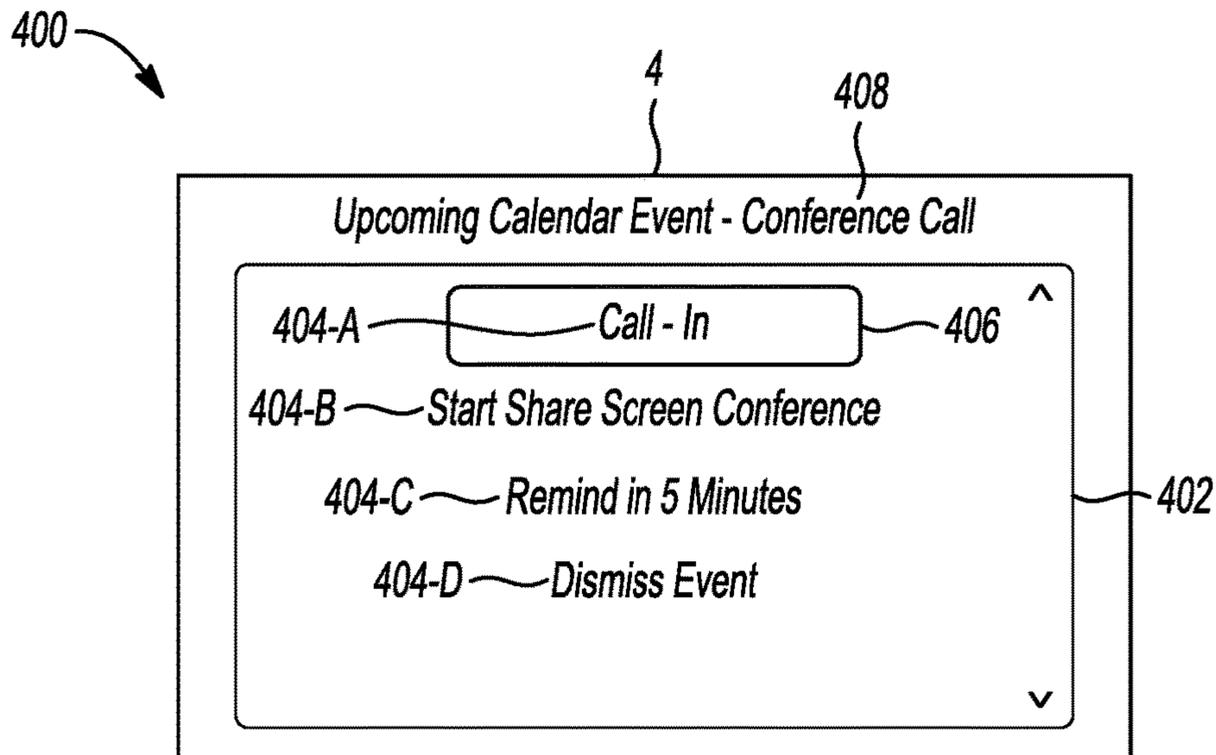 400
4
408
Upcoming Calendar Event - Conference Call
404-A Call - In 406
404-B Start Share Screen Conference
404-C Remind in 5 Minutes
402
404-D Dismiss Event